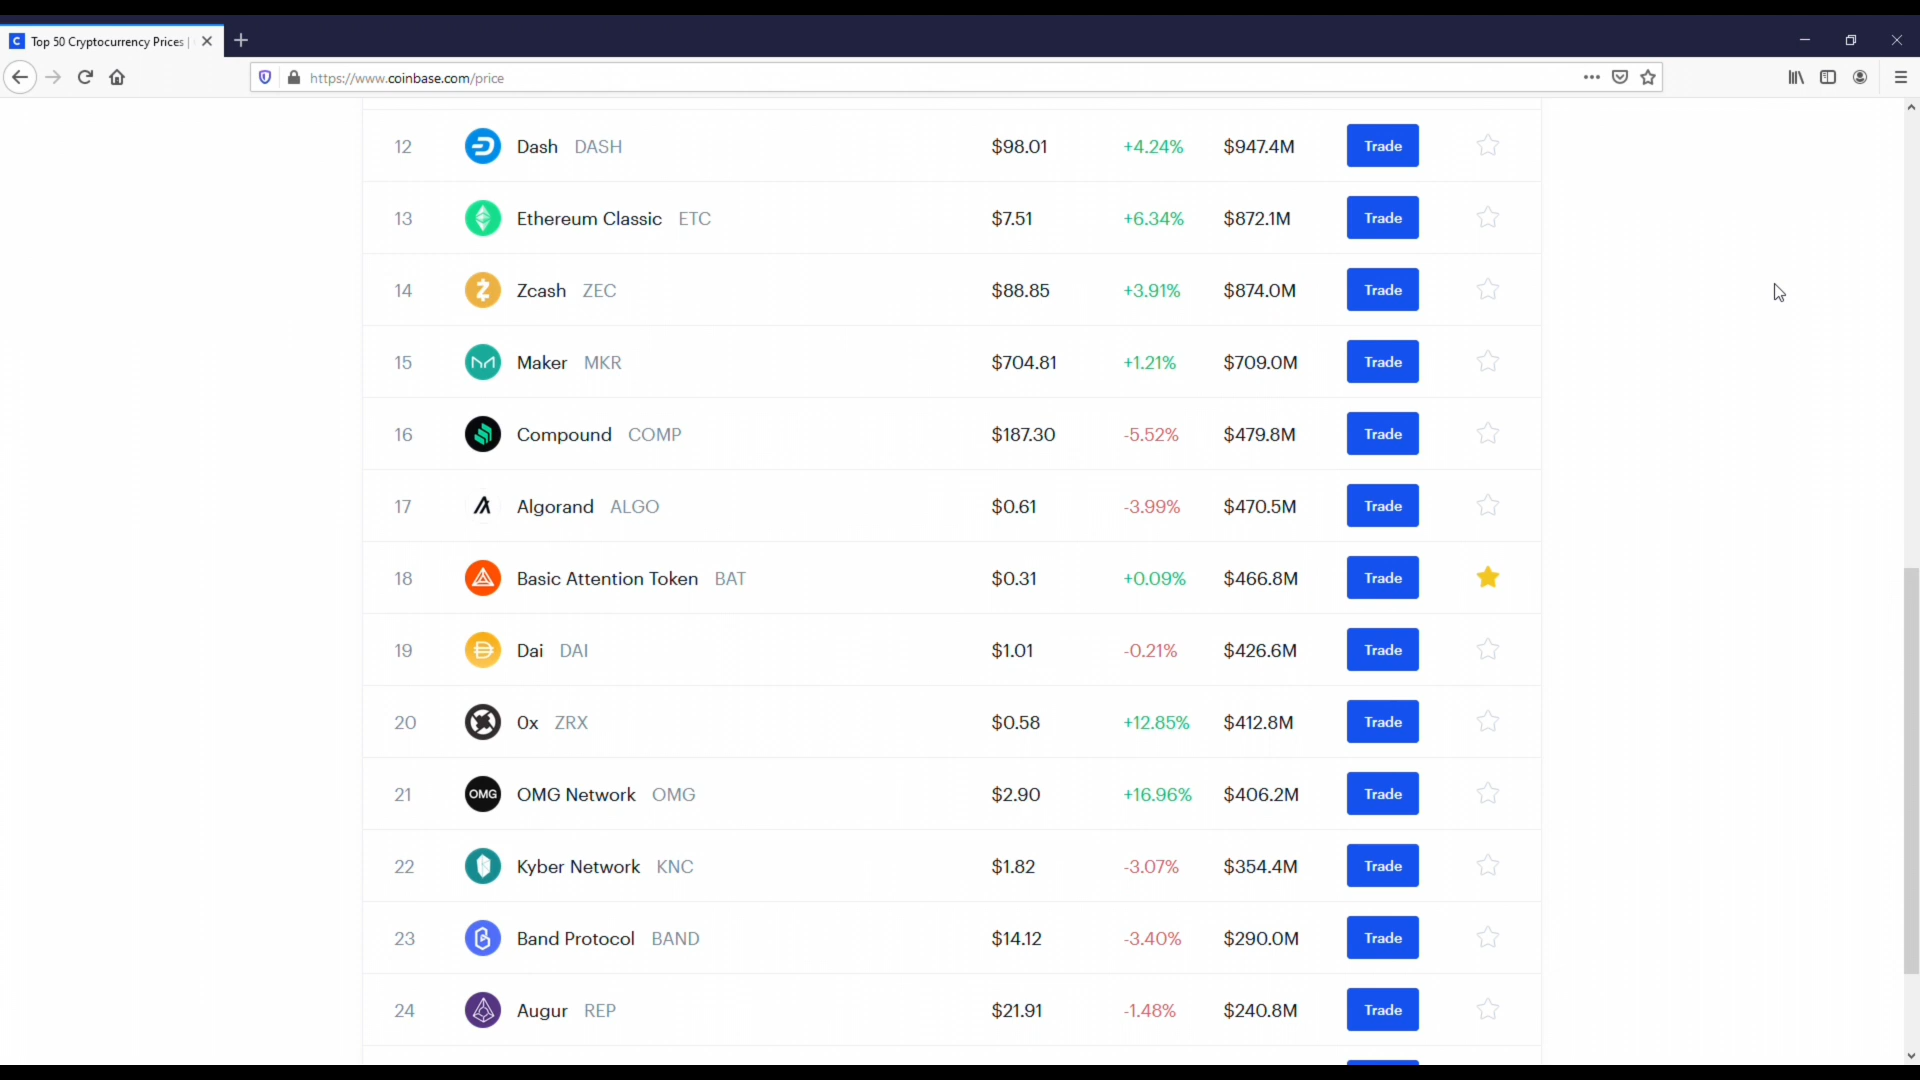 Top 50 Cryptocurrency Prices |
https://www.coinbase.com/price
12 Dash DASH $98.01 +4.24% $947.4M Trade
13 Ethereum Classic ETC $7.51 +6.34% $872.1M Trade
14 Zcash ZEC $88.85 +3.91% $874.0M Trade
15 Maker MKR $704.81 +1.21% $709.0M Trade
16 Compound COMP $187.30 -5.52% $479.8M Trade
17 Algorand ALGO $0.61 -3.99% $470.5M Trade
18 Basic Attention Token BAT $0.31 +0.09% $466.8M Trade
19 Dai DAI $1.01 -0.21% $426.6M Trade
20 0x ZRX $0.58 +12.85% $412.8M Trade
21 OMG OMG Network OMG $2.90 +16.96% $406.2M Trade
22 Kyber Network KNC $1.82 -3.07% $354.4M Trade
23 Band Protocol BAND $14.12 -3.40% $290.0M Trade
24 Augur REP $21.91 -1.48% $240.8M Trade